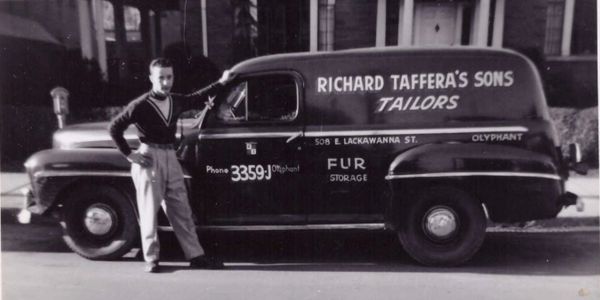 RICHARD TAFFERA'S SONS
TAILORS
508 E. LACKAWANNA ST. OLYPHANT
FUR
STORAGE
Phone 3359-J Olyphant